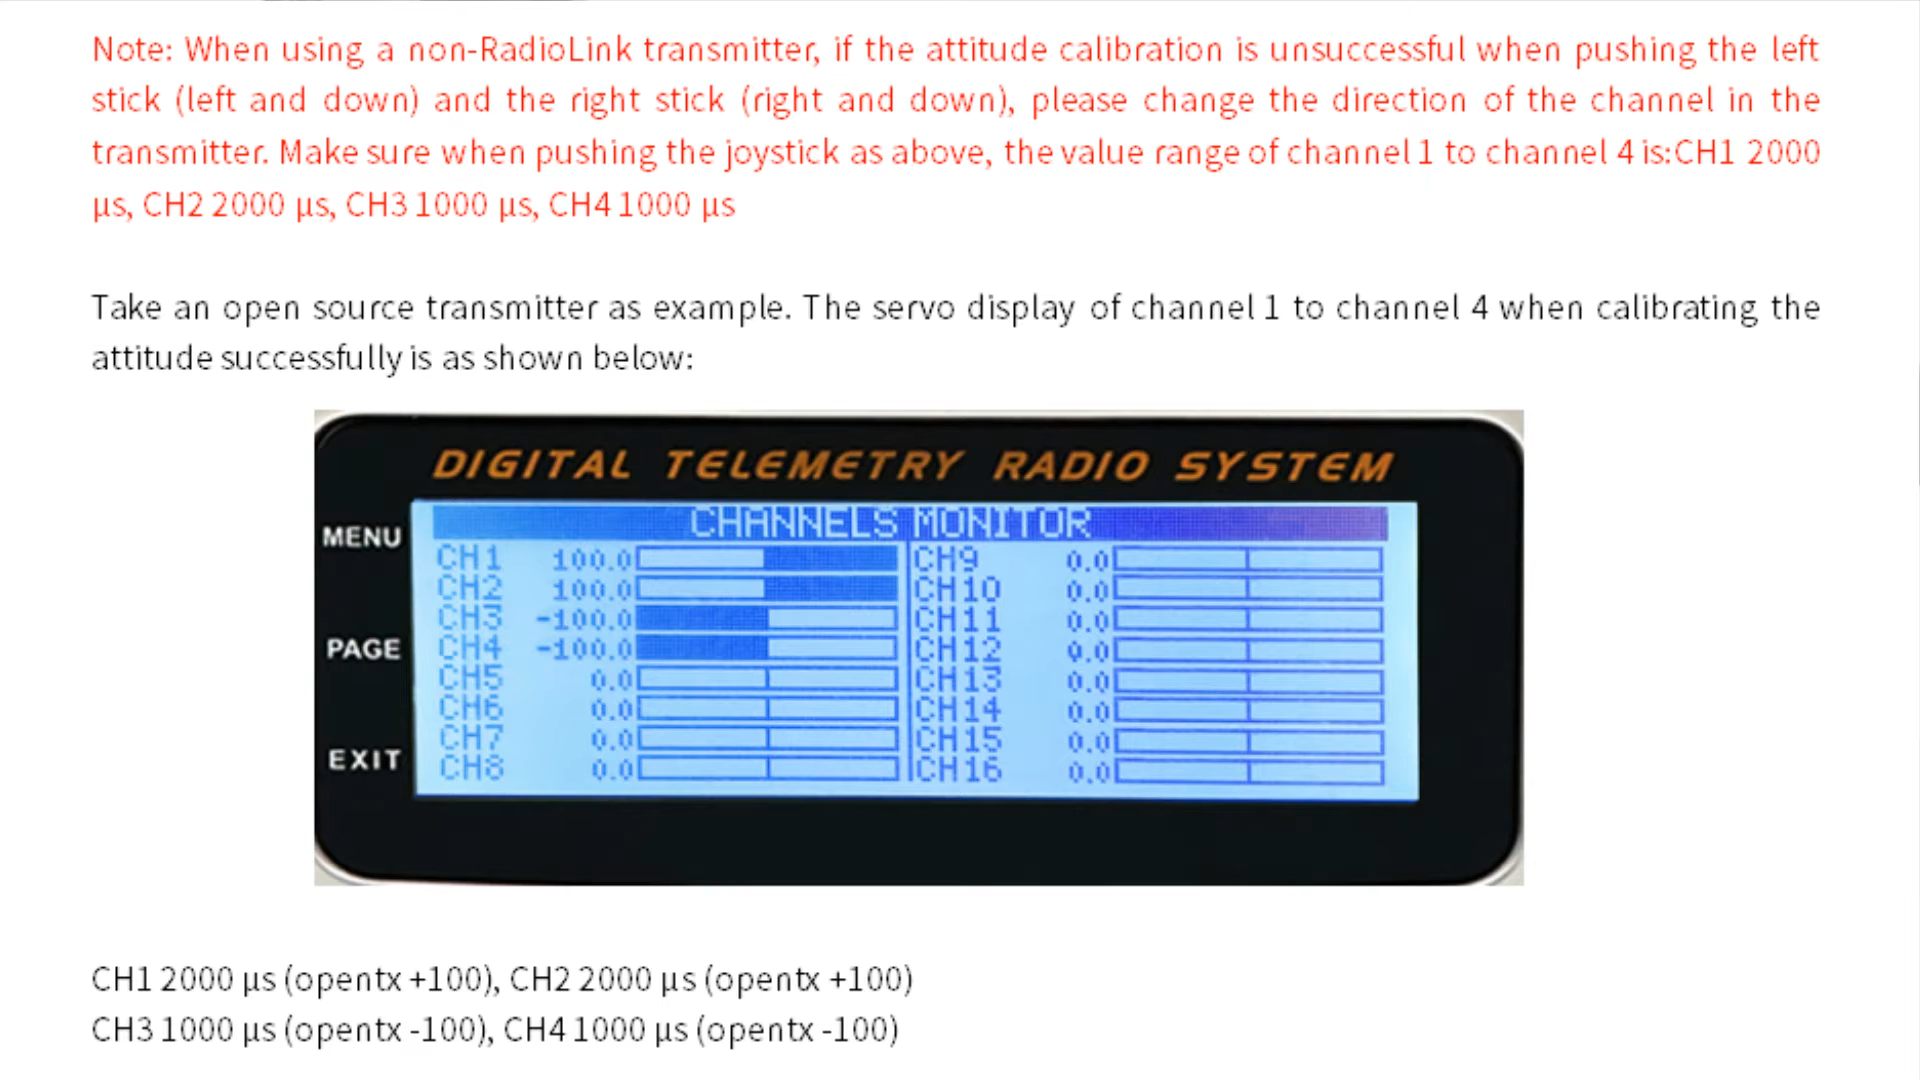 Note: When using a non-RadioLink transmitter, if the attitude calibration is unsuccessful when pushing the left
stick (left and down) and the right stick (right and down), please change the direction of the channel in the
transmitter. Make sure when pushing the joystick as above, the value range of channel 1 to channel 4 is:CH1 2000
μs, CH2 2000 μs, CH3 1000 μs, CH4 1000 μs
Take an open source transmitter as example. The servo display of channel 1 to channel 4 when calibrating the
attitude successfully is as shown below:
DIGITAL TELEMETRY RADIO SYSTEM
MENU
PAGE
EXIT
CHANNELS MONITOR
CH1 100.0
CH2 100.0
CH3 -100.0
CH4 -100.0
CH5 0.0
CH6 0.0
CH7 0.0
CH8 0.0
CH9 0.0
CH10 0.0
CH11 0.0
CH12 0.0
CH13 0.0
CH14 0.0
CH15 0.0
CH16 0.0
CH1 2000 μs (opentx +100), CH2 2000 μs (opentx +100)
CH3 1000 μs (opentx -100), CH4 1000 μs (opentx -100)